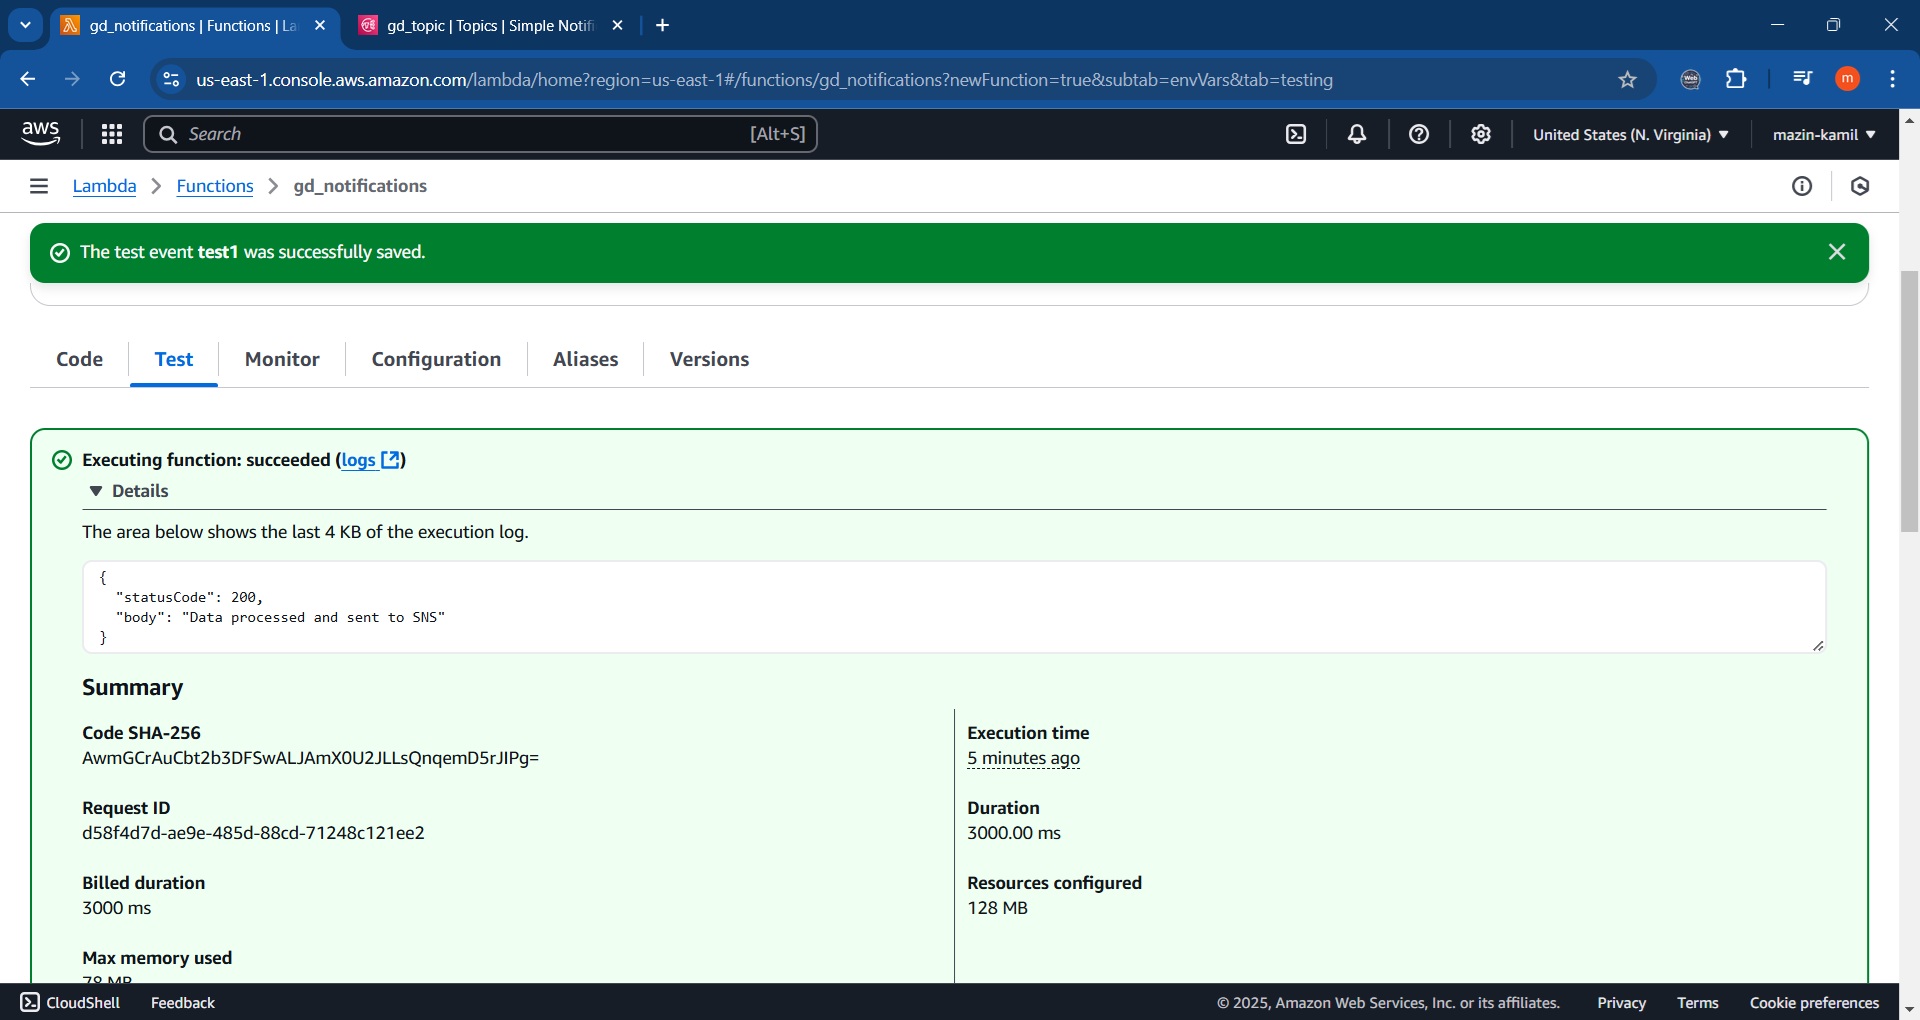 gd_notifications | Functions | La
gd_topic | Topics | Simple Notifi
us-east-1.console.aws.amazon.com/lambda/home?region=us-east-1#/functions/gd_notifications?newFunction=true&subtab=envVars&tab=testing
m
aws
Search
[Alt+S]
United States (N. Virginia)
mazin-kamil
Lambda
Functions
gd_notifications
The test event test1 was successfully saved.
Code
Test
Monitor
Configuration
Aliases
Versions
Executing function: succeeded (logs)
Details
The area below shows the last 4 KB of the execution log.
{
"statusCode": 200,
"body": "Data processed and sent to SNS"
}
Summary
Code SHA-256
AwmGCrAuCbt2b3DFSwALJAmX0U2JLLsQnqemD5rJIPg=
Execution time
5 minutes ago
Request ID
d58f4d7d-ae9e-485d-88cd-71248c121ee2
Duration
3000.00 ms
Billed duration
3000 ms
Resources configured
128 MB
Max memory used
78 MB
CloudShell
Feedback
© 2025, Amazon Web Services, Inc. or its affiliates.
Privacy
Terms
Cookie preferences